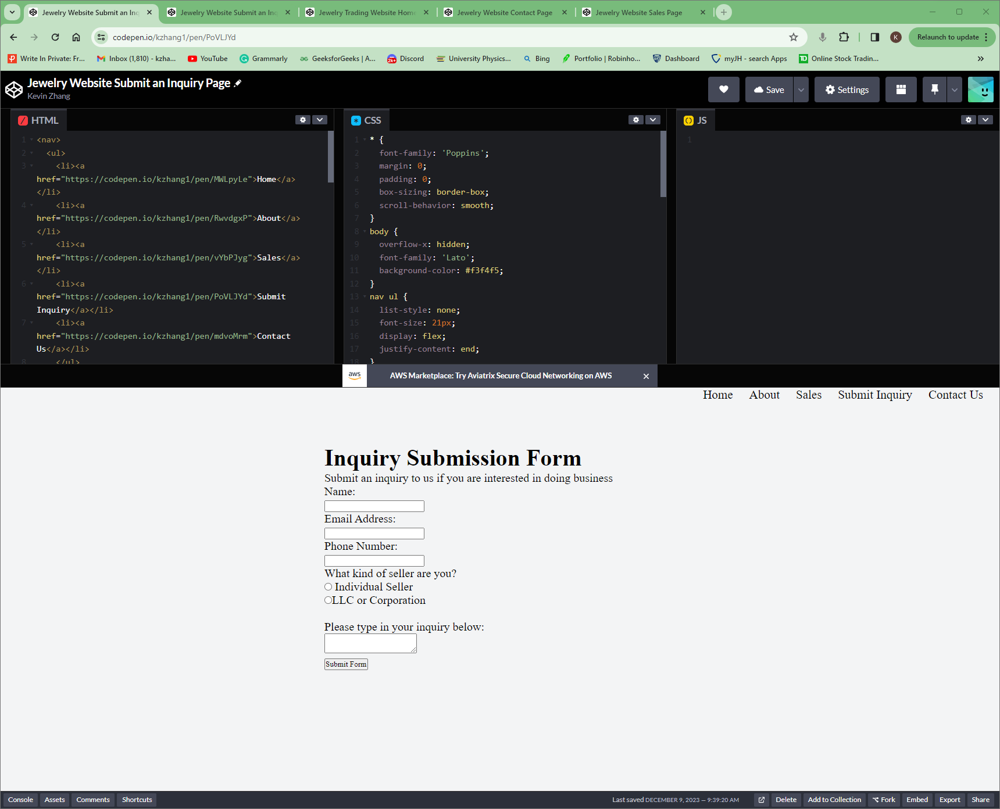 Jewelry Website Submit an Inq
Jewelry Website Submit an Inq
Jewelry Trading Website Home
Jewelry Website Contact Page
Jewelry Website Sales Page
codepen.io/kzhang1/pen/PoVLJYd
K
Relaunch to update
Write In Private: Fr...
Inbox (1,810) - kzha...
YouTube
Grammarly
GeeksforGeeks | A...
2k+
Discord
University Physics...
Bing
Portfolio | Robinho...
Dashboard
myJH - search Apps
Online Stock Tradin...
Jewelry Website Submit an Inquiry Page
Kevin Zhang
Save
Settings
HTML
1 <nav>
2 <ul>
3 <li><a
href="https://codepen.io/kzhang1/pen/MWLpyLe">Home</a>
</li>
4 <li><a
href="https://codepen.io/kzhang1/pen/RwvdgxP">About</a>
</li>
5 <li><a
href="https://codepen.io/kzhang1/pen/vYbPJyg">Sales</a>
</li>
6 <li><a
href="https://codepen.io/kzhang1/pen/PoVLJYd">Submit
Inquiry</a></li>
7 <li><a
href="https://codepen.io/kzhang1/pen/mdvoMrm">Contact
Us</a></li>
8 </ul>
CSS
1 * {
2 font-family: 'Poppins';
3 margin: 0;
4 padding: 0;
5 box-sizing: border-box;
6 scroll-behavior: smooth;
7 }
8 body {
9 overflow-x: hidden;
10 font-family: 'Lato';
11 background-color: #f3f4f5;
12 }
13 nav ul {
14 list-style: none;
15 font-size: 21px;
16 display: flex;
17 justify-content: end;
18 }
JS
1
aws
AWS Marketplace: Try Aviatrix Secure Cloud Networking on AWS
Home About Sales Submit Inquiry Contact Us
Inquiry Submission Form
Submit an inquiry to us if you are interested in doing business
Name:
Email Address:
Phone Number:
What kind of seller are you?
Individual Seller
LLC or Corporation
Please type in your inquiry below:
Submit Form
Console
Assets
Comments
Shortcuts
Last saved DECEMBER 9, 2023 — 9:39:20 AM
Delete
Add to Collection
Fork
Embed
Export
Share